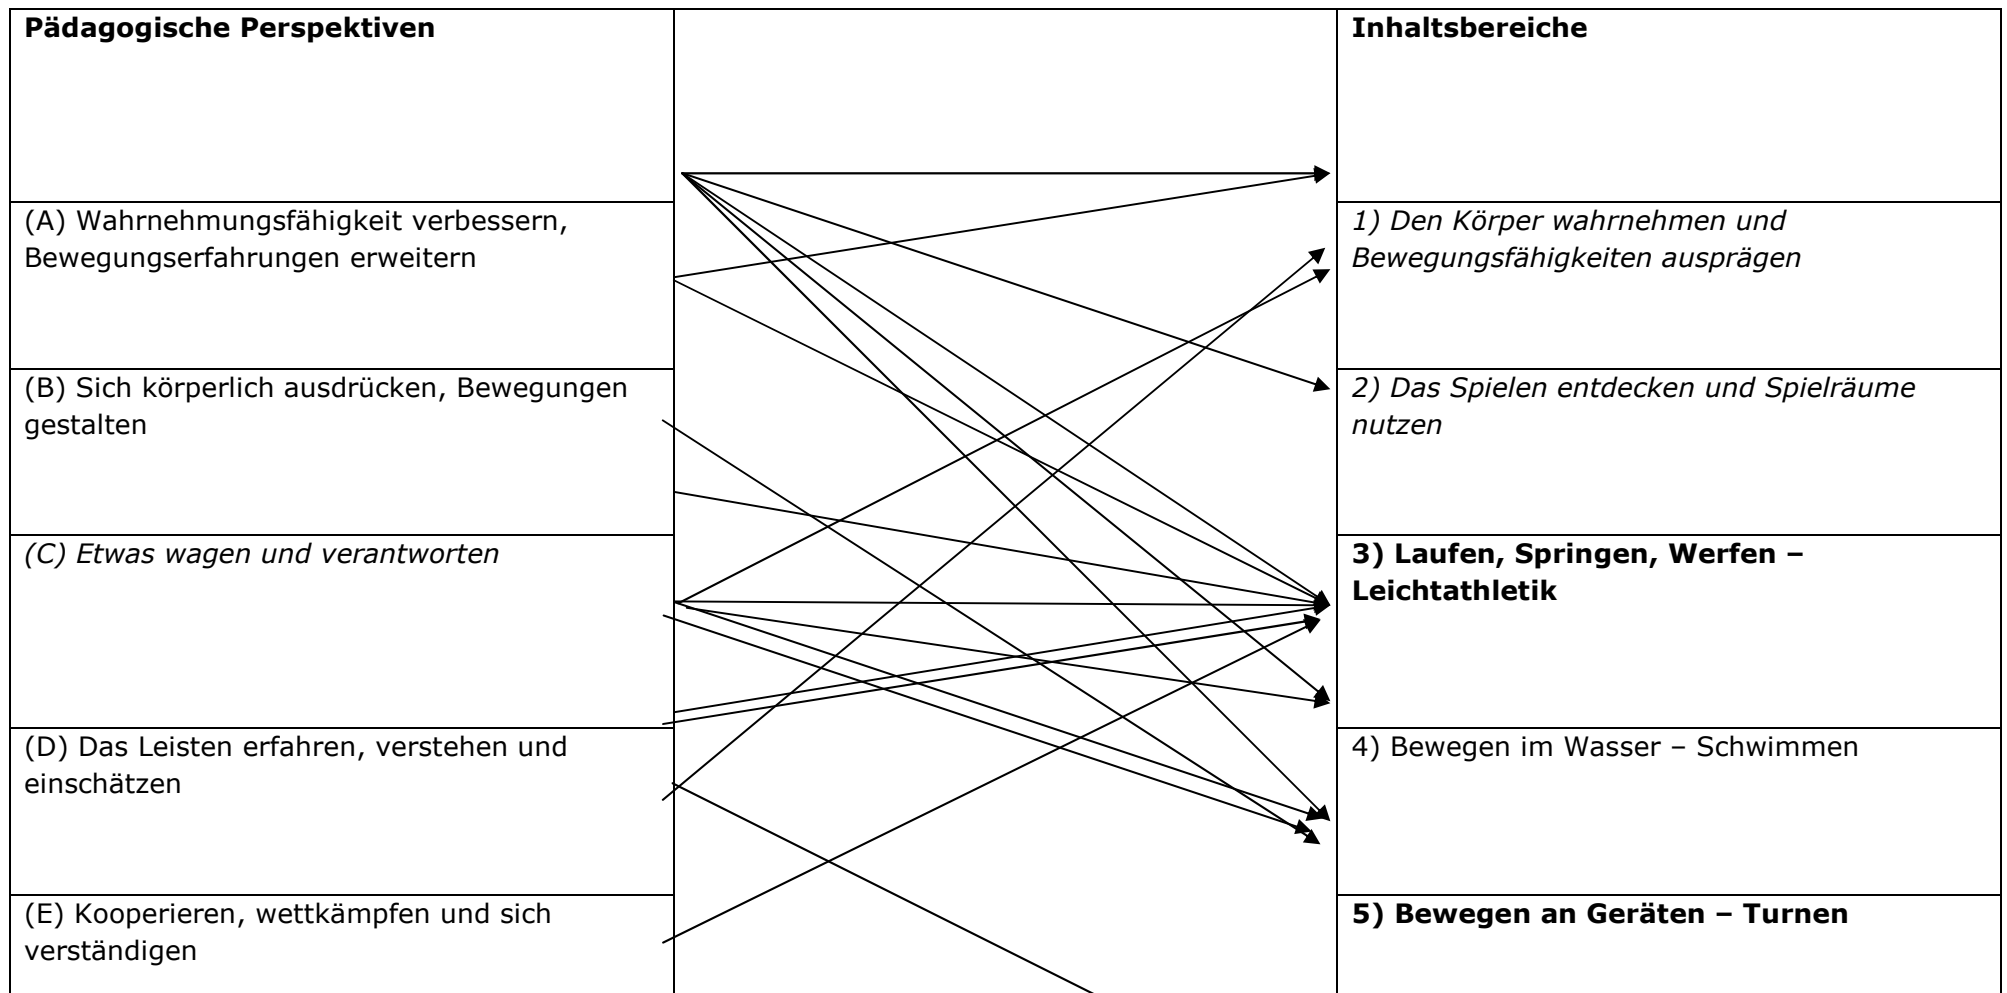 Pädagogische Perspektiven
Inhaltsbereiche
(A) Wahrnehmungsfähigkeit verbessern,
Bewegungserfahrungen erweitern
1) Den Körper wahrnehmen und
Bewegungsfähigkeiten ausprägen
(B) Sich körperlich ausdrücken, Bewegungen
gestalten
2) Das Spielen entdecken und Spielräume
nutzen
(C) Etwas wagen und verantworten
3) Laufen, Springen, Werfen –
Leichtathletik
(D) Das Leisten erfahren, verstehen und
einschätzen
4) Bewegen im Wasser – Schwimmen
(E) Kooperieren, wettkämpfen und sich
verständigen
5) Bewegen an Geräten – Turnen